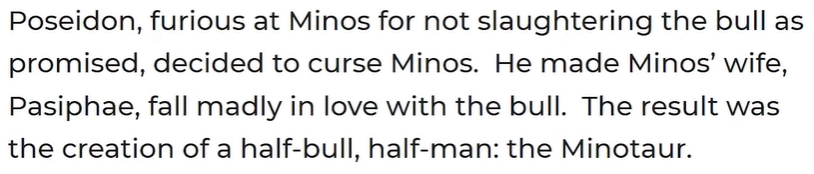 Poseidon, furious at Minos for not slaughtering the bull as
promised, decided to curse Minos.  He made Minos’ wife,
Pasiphae, fall madly in love with the bull.  The result was
the creation of a half-bull, half-man: the Minotaur.